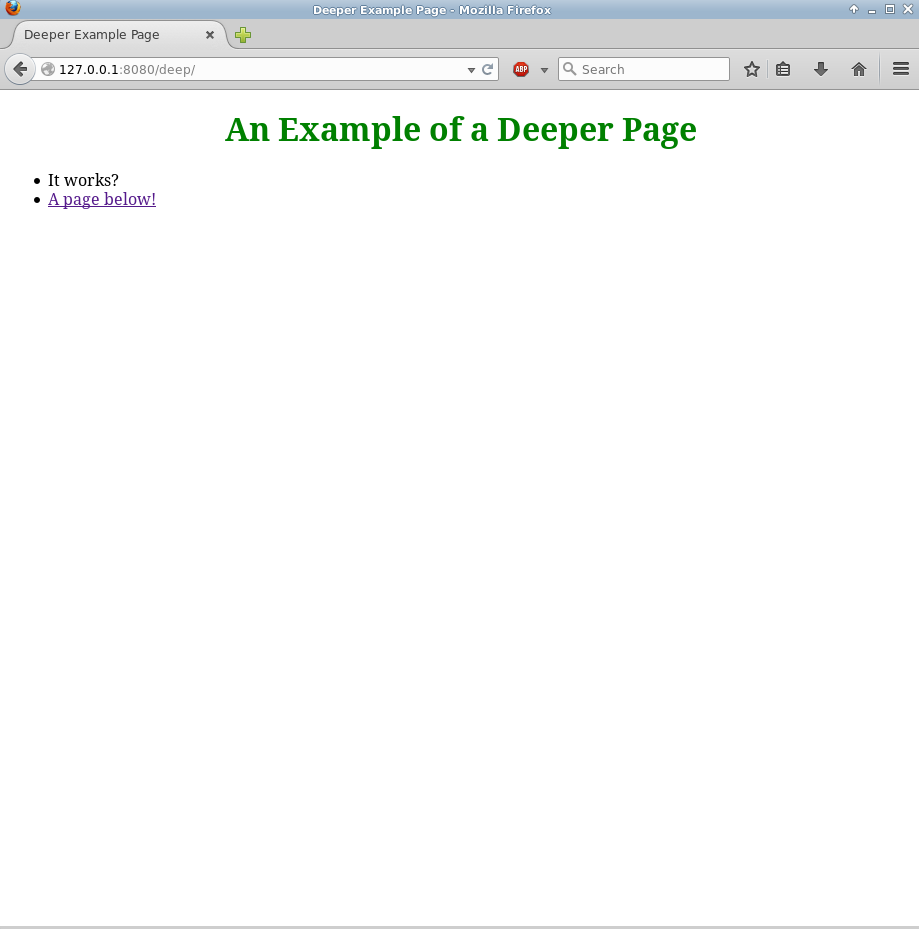 Deeper Example Page - Mozilla Firefox
Deeper Example Page
127.0.0.1:8080/deep/
ABP
Search
An Example of a Deeper Page
It works?
A page below!